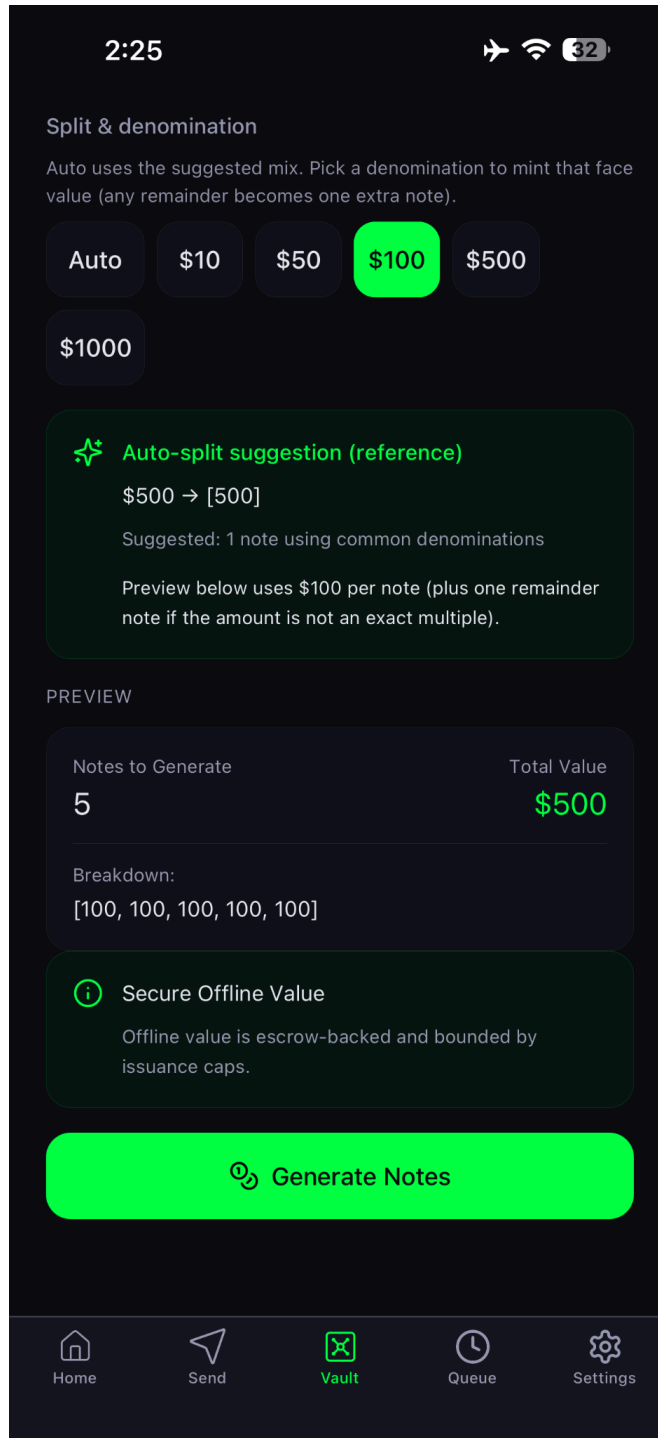 2:25
32
Split & denomination
Auto uses the suggested mix. Pick a denomination to mint that face
value (any remainder becomes one extra note).
Auto $10 $50 $100 $500
$1000
Auto-split suggestion (reference)
$500 → [500]
Suggested: 1 note using common denominations
Preview below uses $100 per note (plus one remainder
note if the amount is not an exact multiple).
PREVIEW
Notes to Generate Total Value
5 $500
Breakdown:
[100, 100, 100, 100, 100]
Secure Offline Value
Offline value is escrow-backed and bounded by
issuance caps.
Generate Notes
Home Send Vault Queue Settings